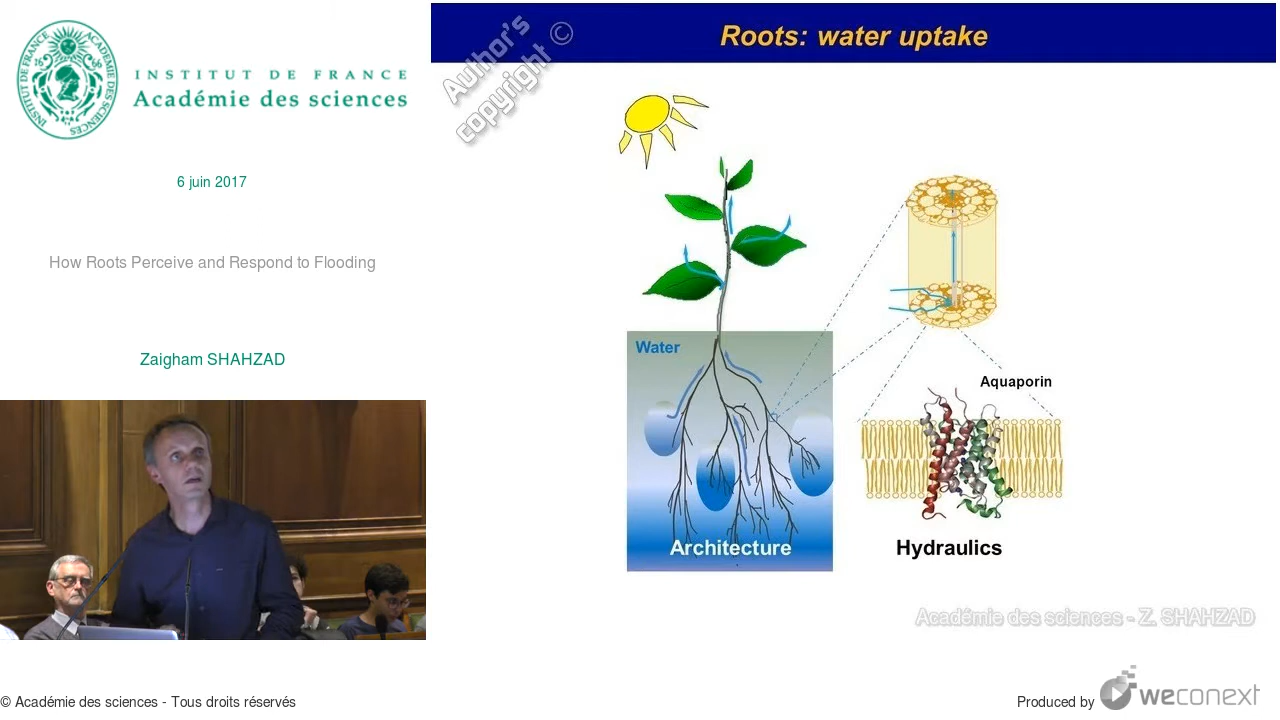 INSTITUT DE FRANCE
Académie des sciences
6 juin 2017
How Roots Perceive and Respond to Flooding
Zaigham SHAHZAD
Author's
copyright ©
Roots: water uptake
Water
Aquaporin
Architecture
Hydraulics
Académie des sciences - Z. SHAHZAD
© Académie des sciences - Tous droits réservés
Produced by weconext